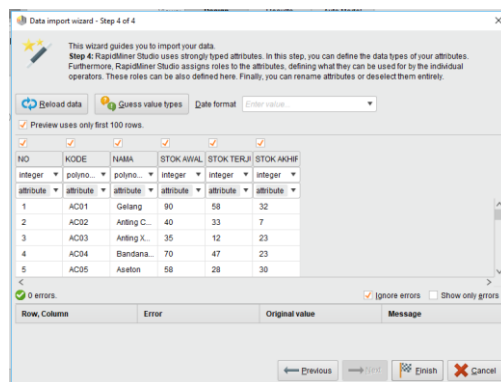 Data import wizard - Step 4 of 4
This wizard guides you to import your data.
Step 4: RapidMiner Studio uses strongly typed attributes. In this step, you can define the data types of your attributes.
Furthermore, RapidMiner Studio assigns roles to the attributes, defining what they can be used for by the individual
operators. These roles can be also defined here. Finally, you can rename attributes or deselect them entirely.
Reload data Guess value types Date format Enter value...
Preview uses only first 100 rows.
NO KODE NAMA STOK AWAL STOK TERJU STOK AKHIF
integer polyno... polyno... integer integer integer
attribute attribute attribute attribute attribute attribute
1 AC01 Gelang 90 58 32
2 AC02 Anting C... 40 33 7
3 AC03 Anting X... 35 12 23
4 AC04 Bandana... 70 47 23
5 AC05 Aseton 58 28 30
0 errors. Ignore errors Show only errors
Row, Column Error Original value Message
Previous Next Finish Cancel